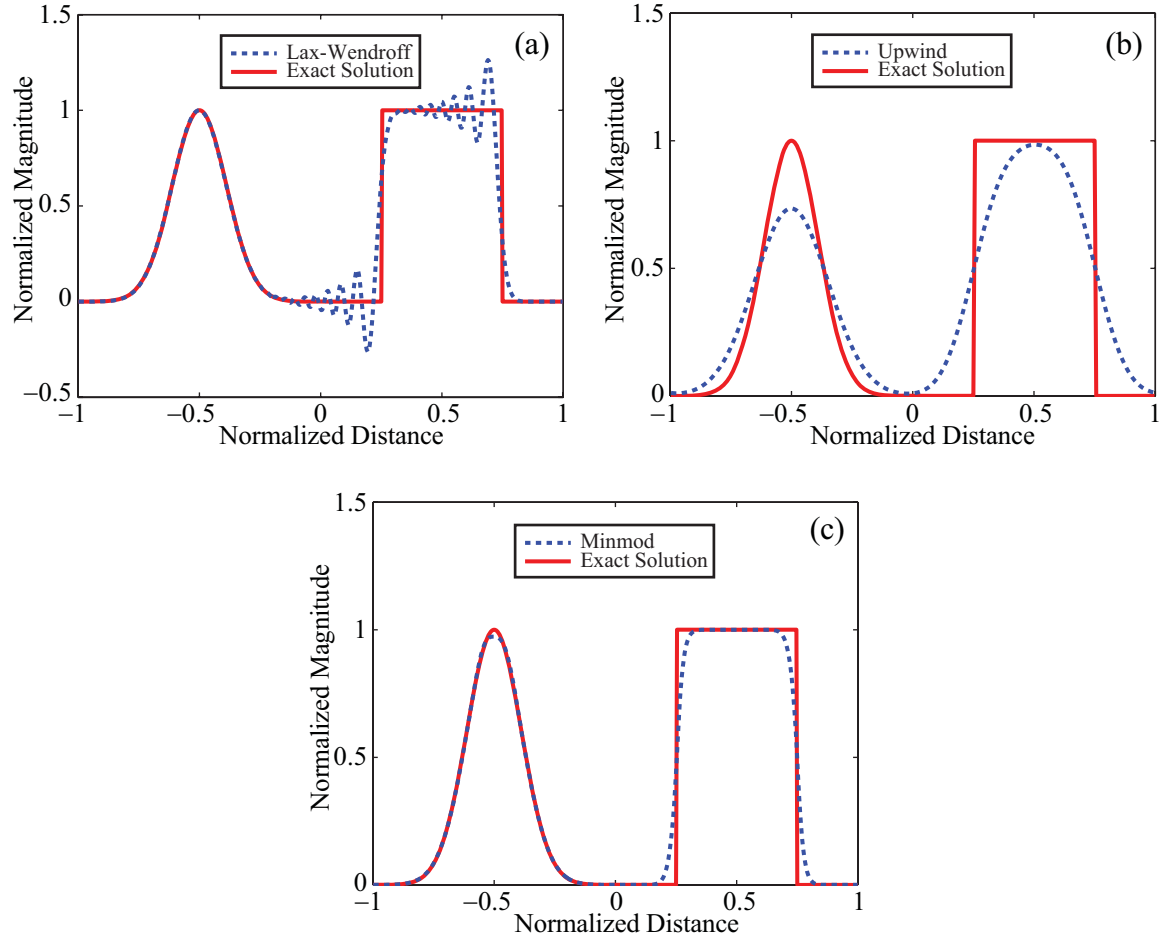 (a)
Lax-Wendroff
Exact Solution
Normalized Magnitude
1.5
1
0.5
0
−0.5
−1
−0.5
0
0.5
1
Normalized Distance
(b)
Upwind
Exact Solution
Normalized Magnitude
1.5
1
0.5
0
−1
−0.5
0
0.5
1
Normalized Distance
(c)
Minmod
Exact Solution
Normalized Magnitude
1.5
1
0.5
0
−1
−0.5
0
0.5
1
Normalized Distance